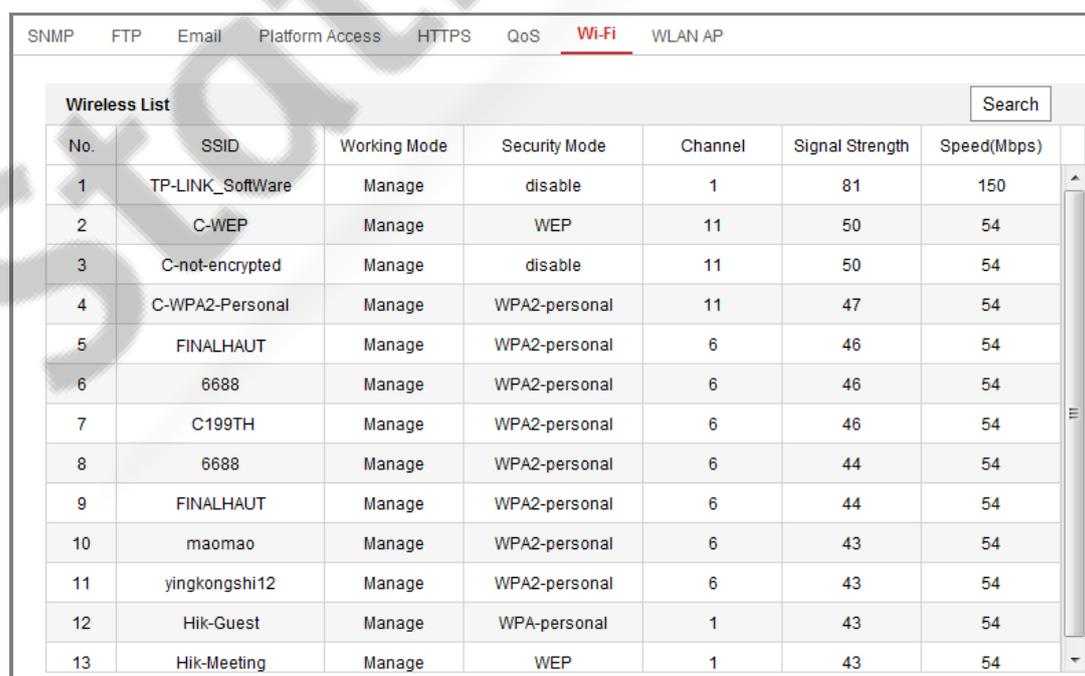 SNMP FTP Email Platform Access HTTPS QoS Wi-Fi WLAN AP
Wireless List Search
No. SSID Working Mode Security Mode Channel Signal Strength Speed(Mbps)
1 TP-LINK_SoftWare Manage disable 1 81 150
2 C-WEP Manage WEP 11 50 54
3 C-not-encrypted Manage disable 11 50 54
4 C-WPA2-Personal Manage WPA2-personal 11 47 54
5 FINALHAUT Manage WPA2-personal 6 46 54
6 6688 Manage WPA2-personal 6 46 54
7 C199TH Manage WPA2-personal 6 46 54
8 6688 Manage WPA2-personal 6 44 54
9 FINALHAUT Manage WPA2-personal 6 44 54
10 maomao Manage WPA2-personal 6 43 54
11 yingkongshi12 Manage WPA2-personal 6 43 54
12 Hik-Guest Manage WPA-personal 1 43 54
13 Hik-Meeting Manage WEP 1 43 54